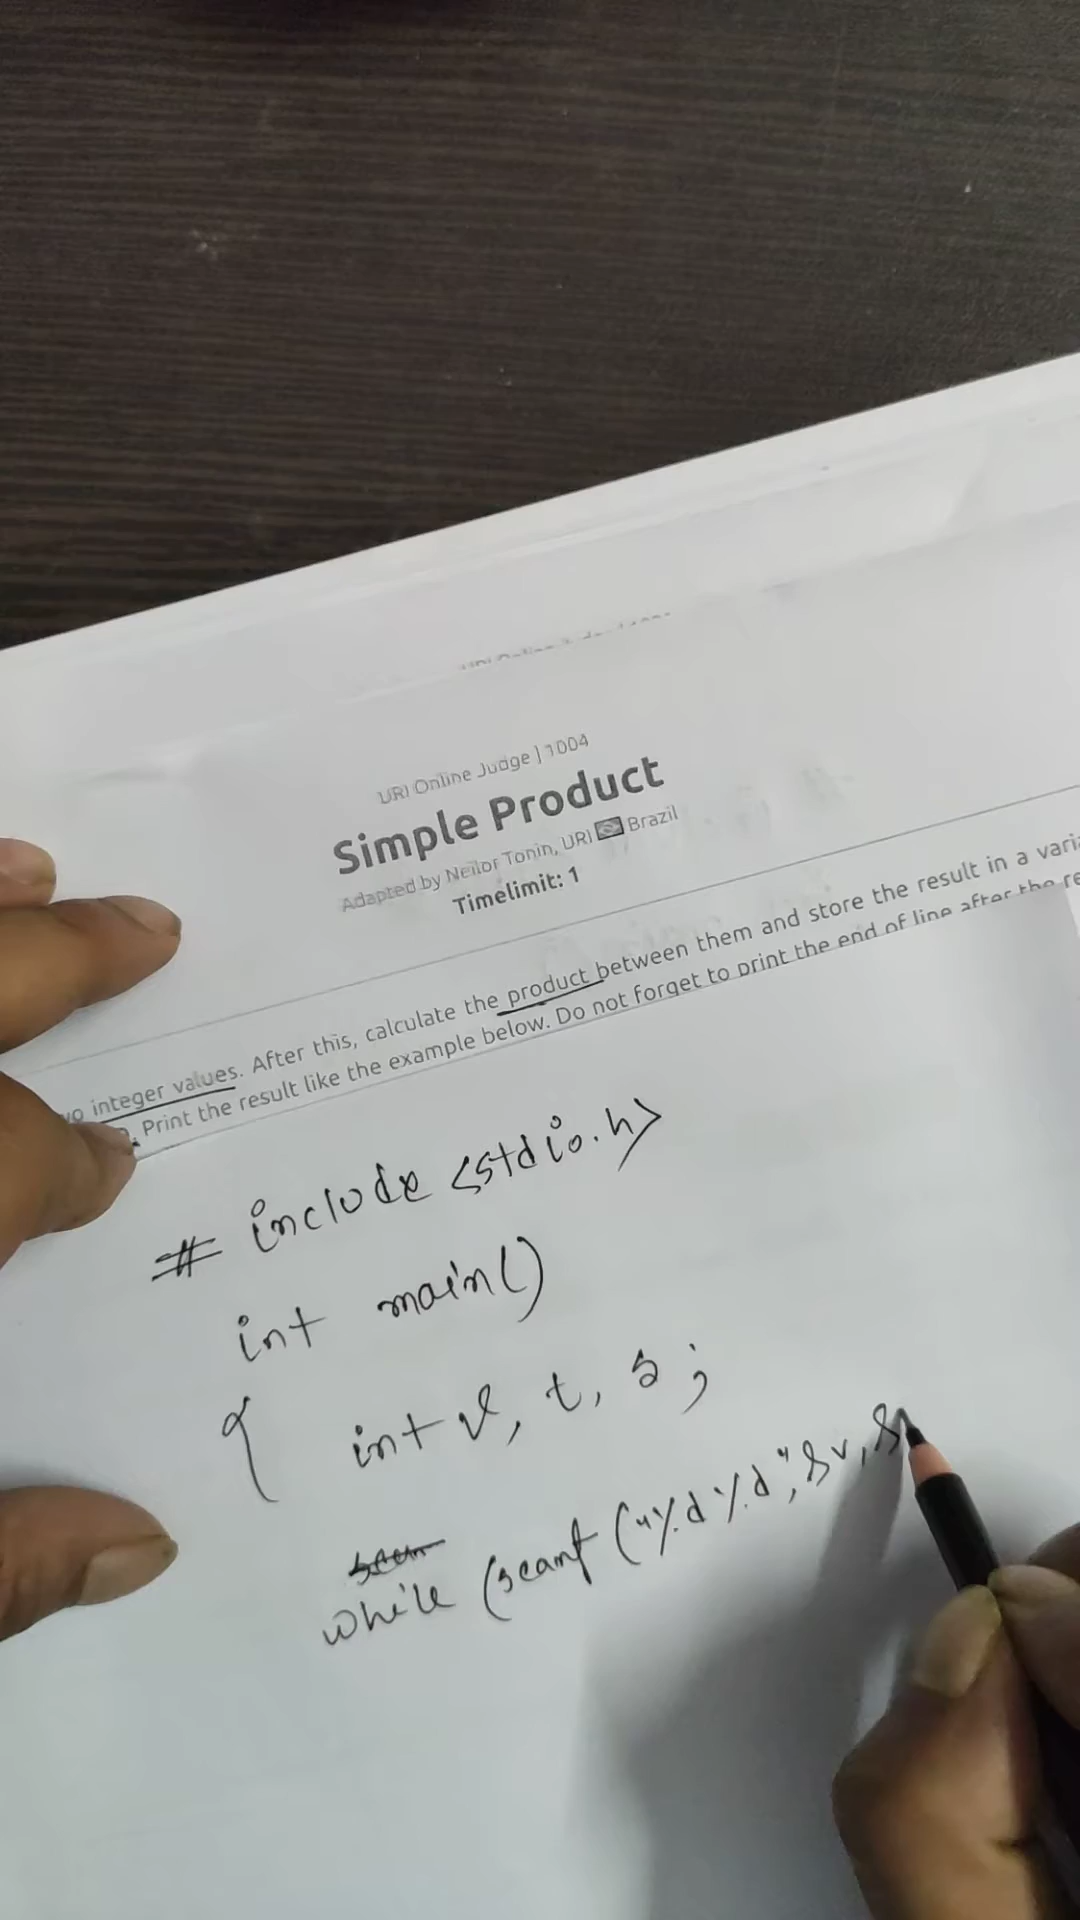 URI Online Judge | 1004
Simple Product
Adapted by Neilor Tonin, URI Brazil
Timelimit: 1
integer values. After this, calculate the product between them and store the result in a
Print the result like the example below. Do not forget to print the end of line after the
# include <stdio.h>
int main()
{ int v, t, s;
while (scanf ("%d %d", &v, &